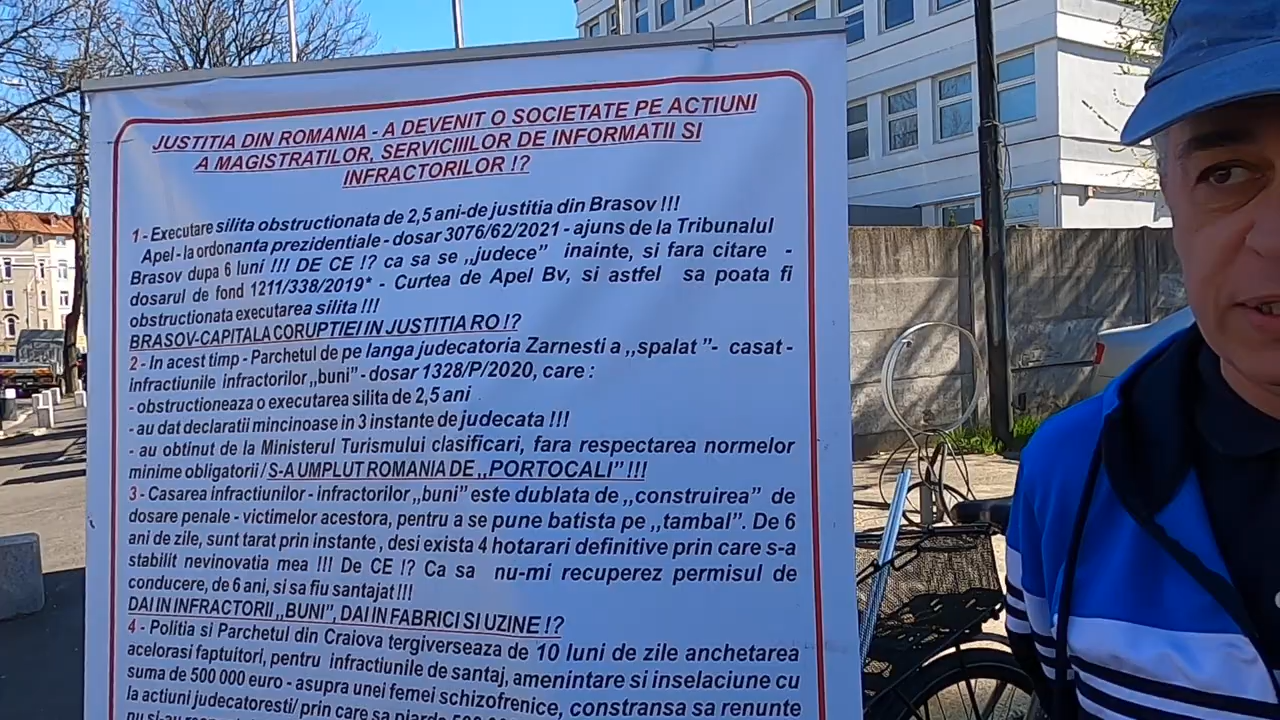 JUSTITIA DIN ROMANIA - A DEVENIT O SOCIETATE PE ACTIUNI
A MAGISTRATILOR, SERVICIIILOR DE INFORMATII SI
INFRACTORILOR !?
1 - Executare silita obstructionata de 2,5 ani-de justitia din Brasov !!!
Apel - la ordonanta prezidentiale - dosar 3076/62/2021 - ajuns de la Tribunalul
Brasov dupa 6 luni !!! DE CE !? ca sa se ,,judece” inainte, si fara citare -
dosarul de fond 1211/338/2019* - Curtea de Apel Bv, si astfel sa poata fi
obstructionata executarea silita !!!
BRASOV-CAPITALA CORUPTIEI IN JUSTITIA RO !?
2 - In acest timp - Parchetul de pe langa judecatoria Zarnesti a ,,spalat ”- casat -
infractiunile infractorilor ,,buni” - dosar 1328/P/2020, care :
- obstructioneaza o executarea silita de 2,5 ani
- au dat declaratii mincinoase in 3 instante de judecata !!!
- au obtinut de la Ministerul Turismului clasificari, fara respectarea normelor
minime obligatorii / S-A UMPLUT ROMANIA DE ,,PORTOCALI” !!!
3 - Casarea infractiunilor - infractorilor ,,buni” este dublata de ,,construirea” de
dosare penale - victimelor acestora, pentru a se pune batista pe ,,tambal”. De 6
ani de zile, sunt tarat prin instante , desi exista 4 hotarari definitive prin care s-a
stabilit nevinovatia mea !!! De CE !? Ca sa nu-mi recuperez permisul de
conducere, de 6 ani, si sa fiu santajat !!!
DAI IN INFRACTORII ,,BUNI”, DAI IN FABRICI SI UZINE !?
4 - Politia si Parchetul din Craiova tergiverseaza de 10 luni de zile anchetarea
acelorasi faptuitori, pentru infractiunile de santaj, amenintare si inselaciune cu
suma de 500 000 euro - asupra unei femei schizofrenice, constransa sa renunte
la actiuni judecatoresti/ prin care sa piarda